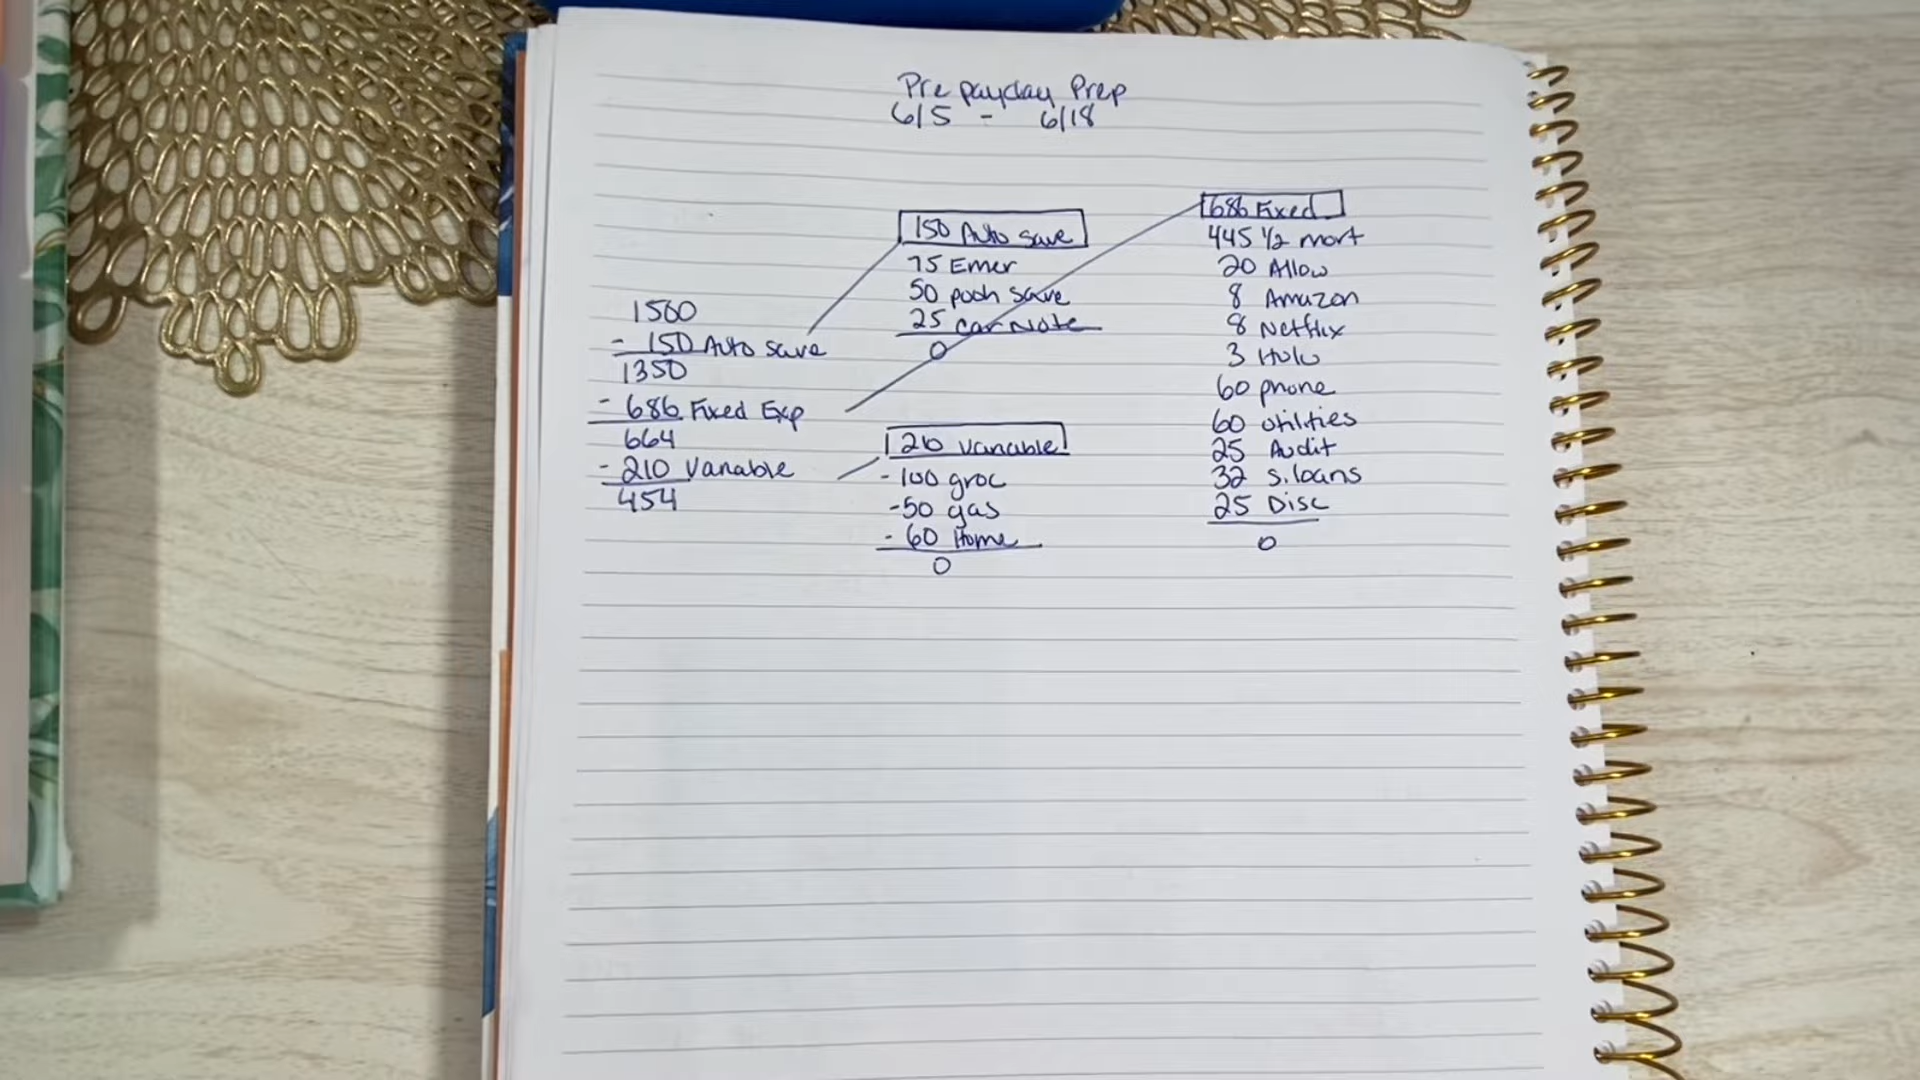 Pre payday Prep
6/5 - 6/18
1500
- 150 Auto save
1350
- 686 Fixed Exp
664
- 210 Variable
454
150 Auto save
75 Emer
50 pooh save
25 car Note
0
210 Variable
- 100 groc
- 50 gas
- 60 Home
0
686 Fixed
445 1/2 mort
20 Allow
8 Amazon
8 Netflix
3 Hulu
60 phone
60 utilities
25 Audit
32 s.loans
25 Disc
0